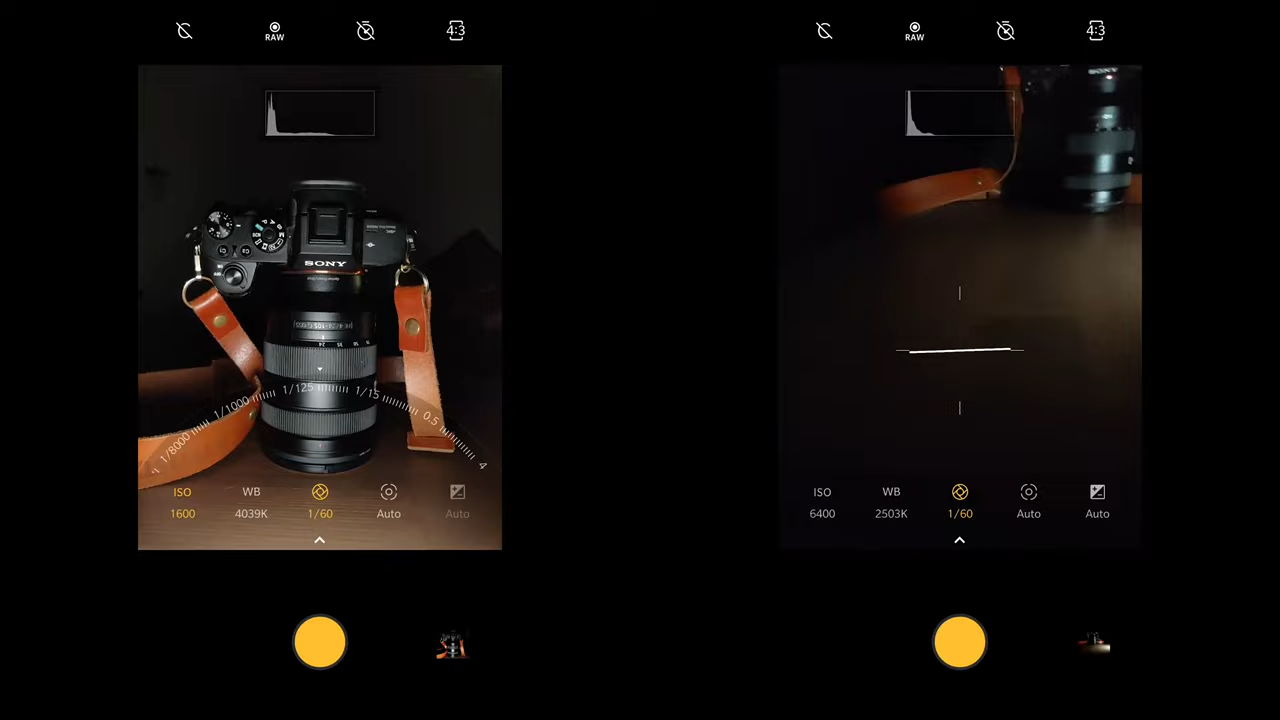 RAW
4:3
RAW
4:3
SONY
SONY
24
1/8000
1/1000
1/125
1/15
0.5
4
ISO
WB
1600
4039K
1/60
Auto
Auto
ISO
WB
6400
2503K
1/60
Auto
Auto